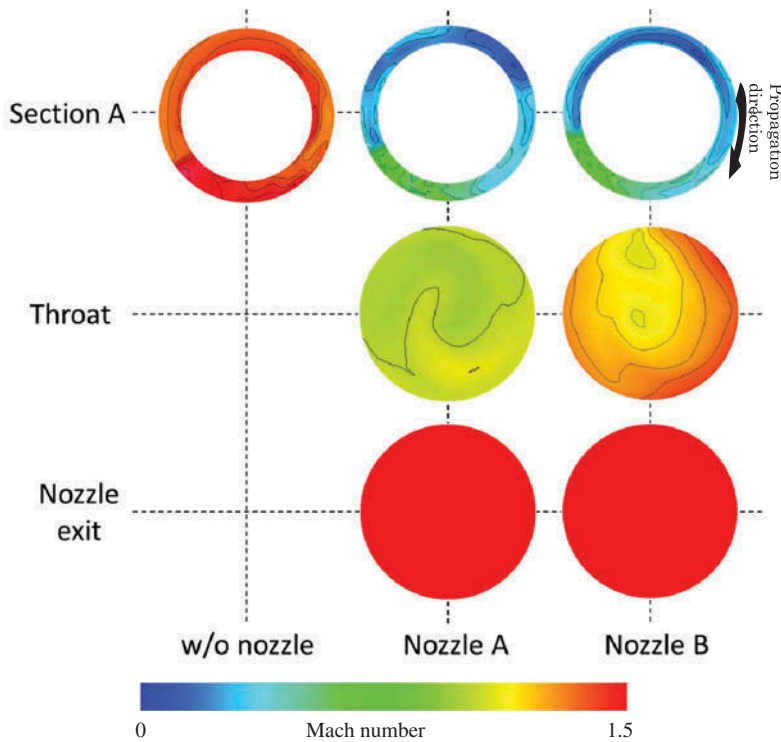 Section A
Propagation
direction
Throat
Nozzle
exit
w/o nozzle
Nozzle A
Nozzle B
0
Mach number
1.5